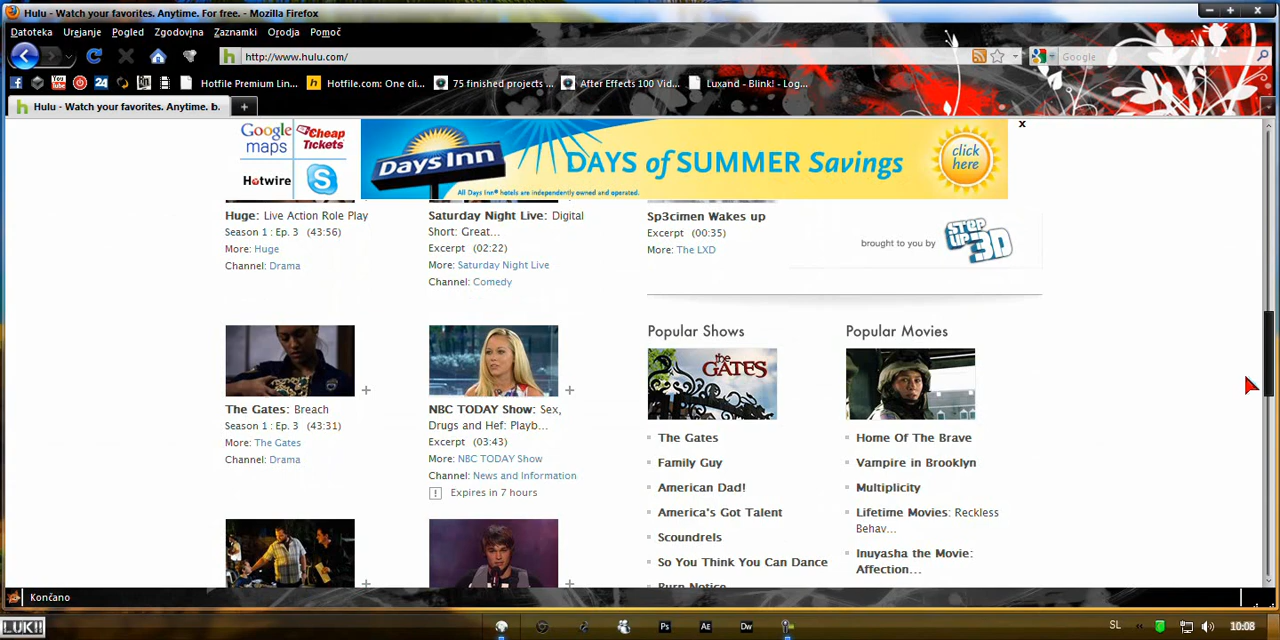 Hulu - Watch your favorites. Anytime. For free. - Mozilla Firefox
Datoteka Urejanje Pogled Zgodovina Zaznamki Orodja Pomoč
http://www.hulu.com/
Google
Hotfile Premium Lin...
Hotfile.com: One cli...
75 finished projects ...
After Effects 100 Vid...
Luxand - Blink! - Log...
Hulu - Watch your favorites. Anytime. b.
Google maps
Cheap Tickets
Hotwire
Days Inn
DAYS of SUMMER Savings
click here
All Days Inn® hotels are independently owned and operated.
x
Huge: Live Action Role Play
Season 1 : Ep. 3 (43:56)
More: Huge
Channel: Drama
Saturday Night Live: Digital
Short: Great...
Excerpt (02:22)
More: Saturday Night Live
Channel: Comedy
Sp3cimen Wakes up
Excerpt (00:35)
More: The LXD
brought to you by
STEP UP 3D
The Gates: Breach
Season 1 : Ep. 3 (43:31)
More: The Gates
Channel: Drama
NBC TODAY Show: Sex,
Drugs and Hef: Playb...
Excerpt (03:43)
More: NBC TODAY Show
Channel: News and Information
Expires in 7 hours
Popular Shows
the GATES
The Gates
Family Guy
American Dad!
America's Got Talent
Scoundrels
So You Think You Can Dance
Burn Notice
Popular Movies
Home Of The Brave
Vampire in Brooklyn
Multiplicity
Lifetime Movies: Reckless
Behav...
Inuyasha the Movie:
Affection...
Končano
LUK!!
Ps
AE
Dw
SL
10:08